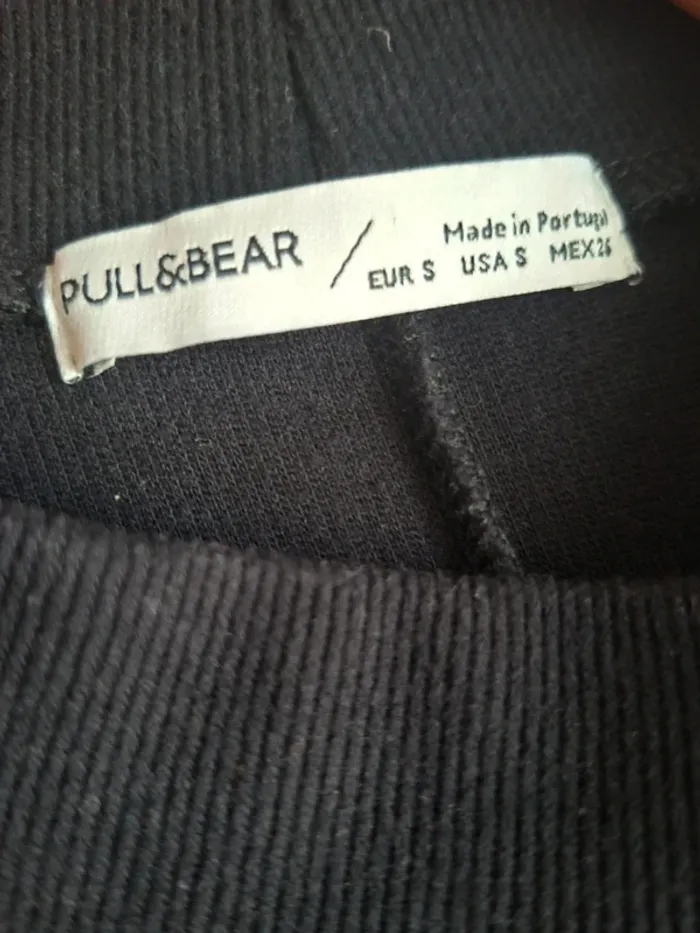 PULL&BEAR /
Made in Portugal
EUR S USA S MEX 26